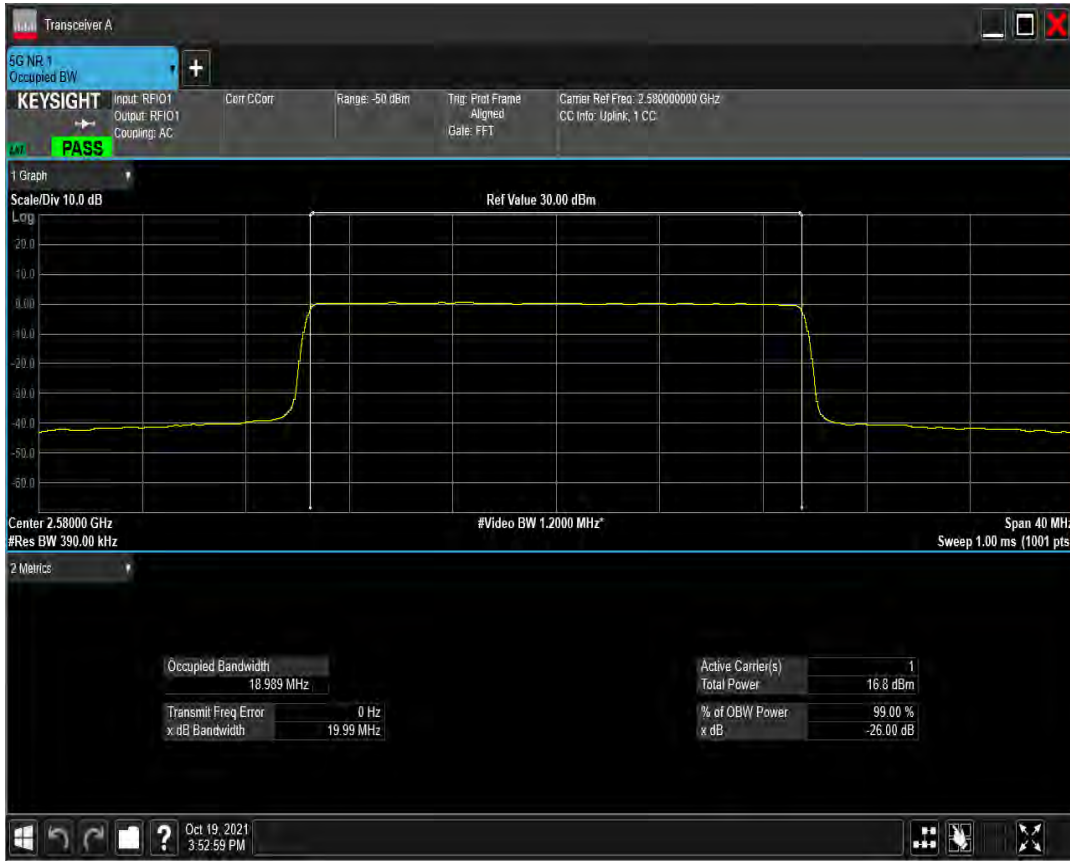 Transceiver A
5G NR 1
Occupied BW
+
KEYSIGHT
Input: RFIO1
Output: RFIO1
Coupling: AC
Corr CCorr
Range: -50 dBm
Trig: Prot Frame
Aligned
Gate: FFT
Carrier Ref Freq: 2.580000000 GHz
CC Info: Uplink, 1 CC
PASS
1 Graph
Scale/Div 10.0 dB
Ref Value 30.00 dBm
Log
20.0
10.0
0.00
-10.0
-20.0
-30.0
-40.0
-50.0
-60.0
Center 2.58000 GHz
#Video BW 1.2000 MHz*
Span 40 MHz
#Res BW 390.00 kHz
Sweep 1.00 ms (1001 pts
2 Metrics
Occupied Bandwidth
18.989 MHz
Transmit Freq Error 0 Hz
x dB Bandwidth 19.99 MHz
Active Carrier(s) 1
Total Power 16.8 dBm
% of OBW Power 99.00 %
x dB -26.00 dB
?
Oct 19, 2021
3:52:59 PM